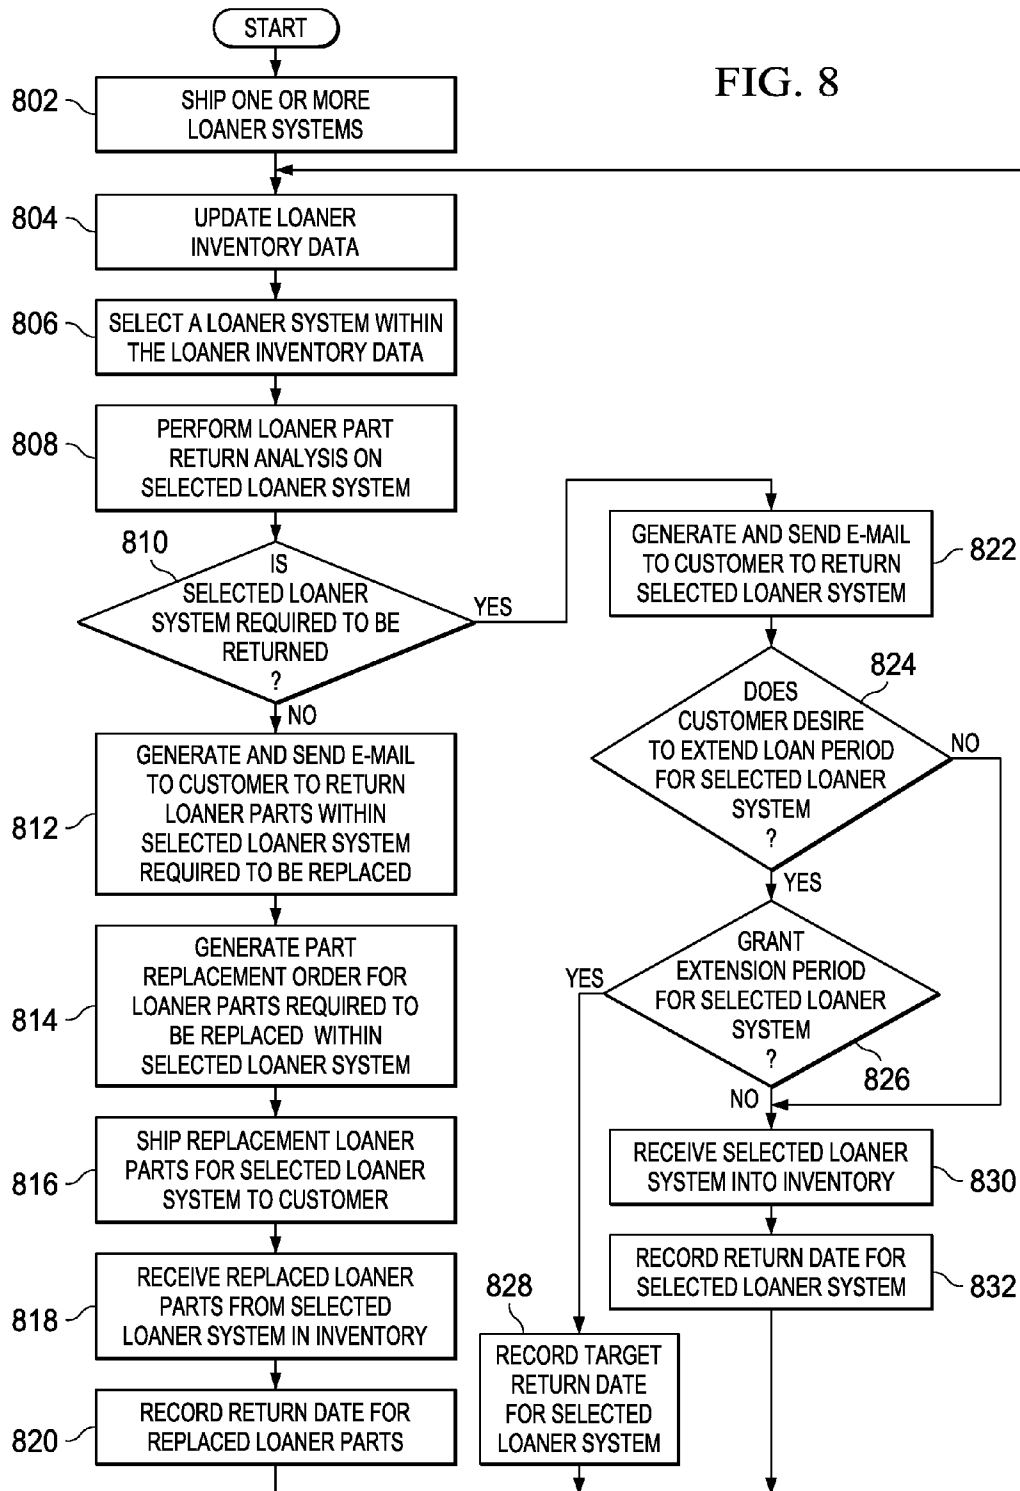 START
FIG. 8
802
SHIP ONE OR MORE
LOANER SYSTEMS
804
UPDATE LOANER
INVENTORY DATA
806
SELECT A LOANER SYSTEM WITHIN
THE LOANER INVENTORY DATA
808
PERFORM LOANER PART
RETURN ANALYSIS ON
SELECTED LOANER SYSTEM
810
IS
SELECTED LOANER
SYSTEM REQUIRED TO BE
RETURNED
?
YES
NO
812
GENERATE AND SEND E-MAIL
TO CUSTOMER TO RETURN
LOANER PARTS WITHIN
SELECTED LOANER SYSTEM
REQUIRED TO BE REPLACED
814
GENERATE PART
REPLACEMENT ORDER FOR
LOANER PARTS REQUIRED TO
BE REPLACED WITHIN
SELECTED LOANER SYSTEM
816
SHIP REPLACEMENT LOANER
PARTS FOR SELECTED LOANER
SYSTEM TO CUSTOMER
818
RECEIVE REPLACED LOANER
PARTS FROM SELECTED
LOANER SYSTEM IN INVENTORY
820
RECORD RETURN DATE FOR
REPLACED LOANER PARTS
GENERATE AND SEND E-MAIL
TO CUSTOMER TO RETURN
SELECTED LOANER SYSTEM
822
824
DOES
CUSTOMER DESIRE
TO EXTEND LOAN PERIOD
FOR SELECTED LOANER
SYSTEM
?
NO
YES
GRANT
EXTENSION PERIOD
FOR SELECTED LOANER
SYSTEM
?
YES
826
NO
RECEIVE SELECTED LOANER
SYSTEM INTO INVENTORY
830
RECORD RETURN DATE FOR
SELECTED LOANER SYSTEM
832
828
RECORD TARGET
RETURN DATE
FOR SELECTED
LOANER SYSTEM